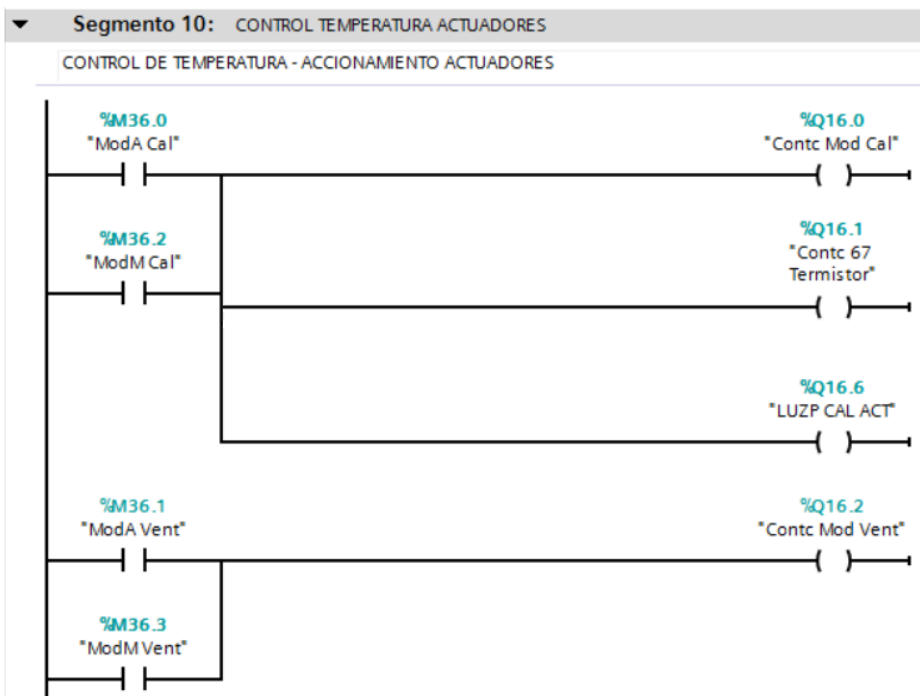 Segmento 10: CONTROL TEMPERATURA ACTUADORES
CONTROL DE TEMPERATURA - ACCIONAMIENTO ACTUADORES
%M36.0
"ModA Cal"
%Q16.0
"Contc Mod Cal"
%M36.2
"ModM Cal"
%Q16.1
"Contc 67
Termistor"
%Q16.6
"LUZP CAL ACT"
%M36.1
"ModA Vent"
%Q16.2
"Contc Mod Vent"
%M36.3
"ModM Vent"